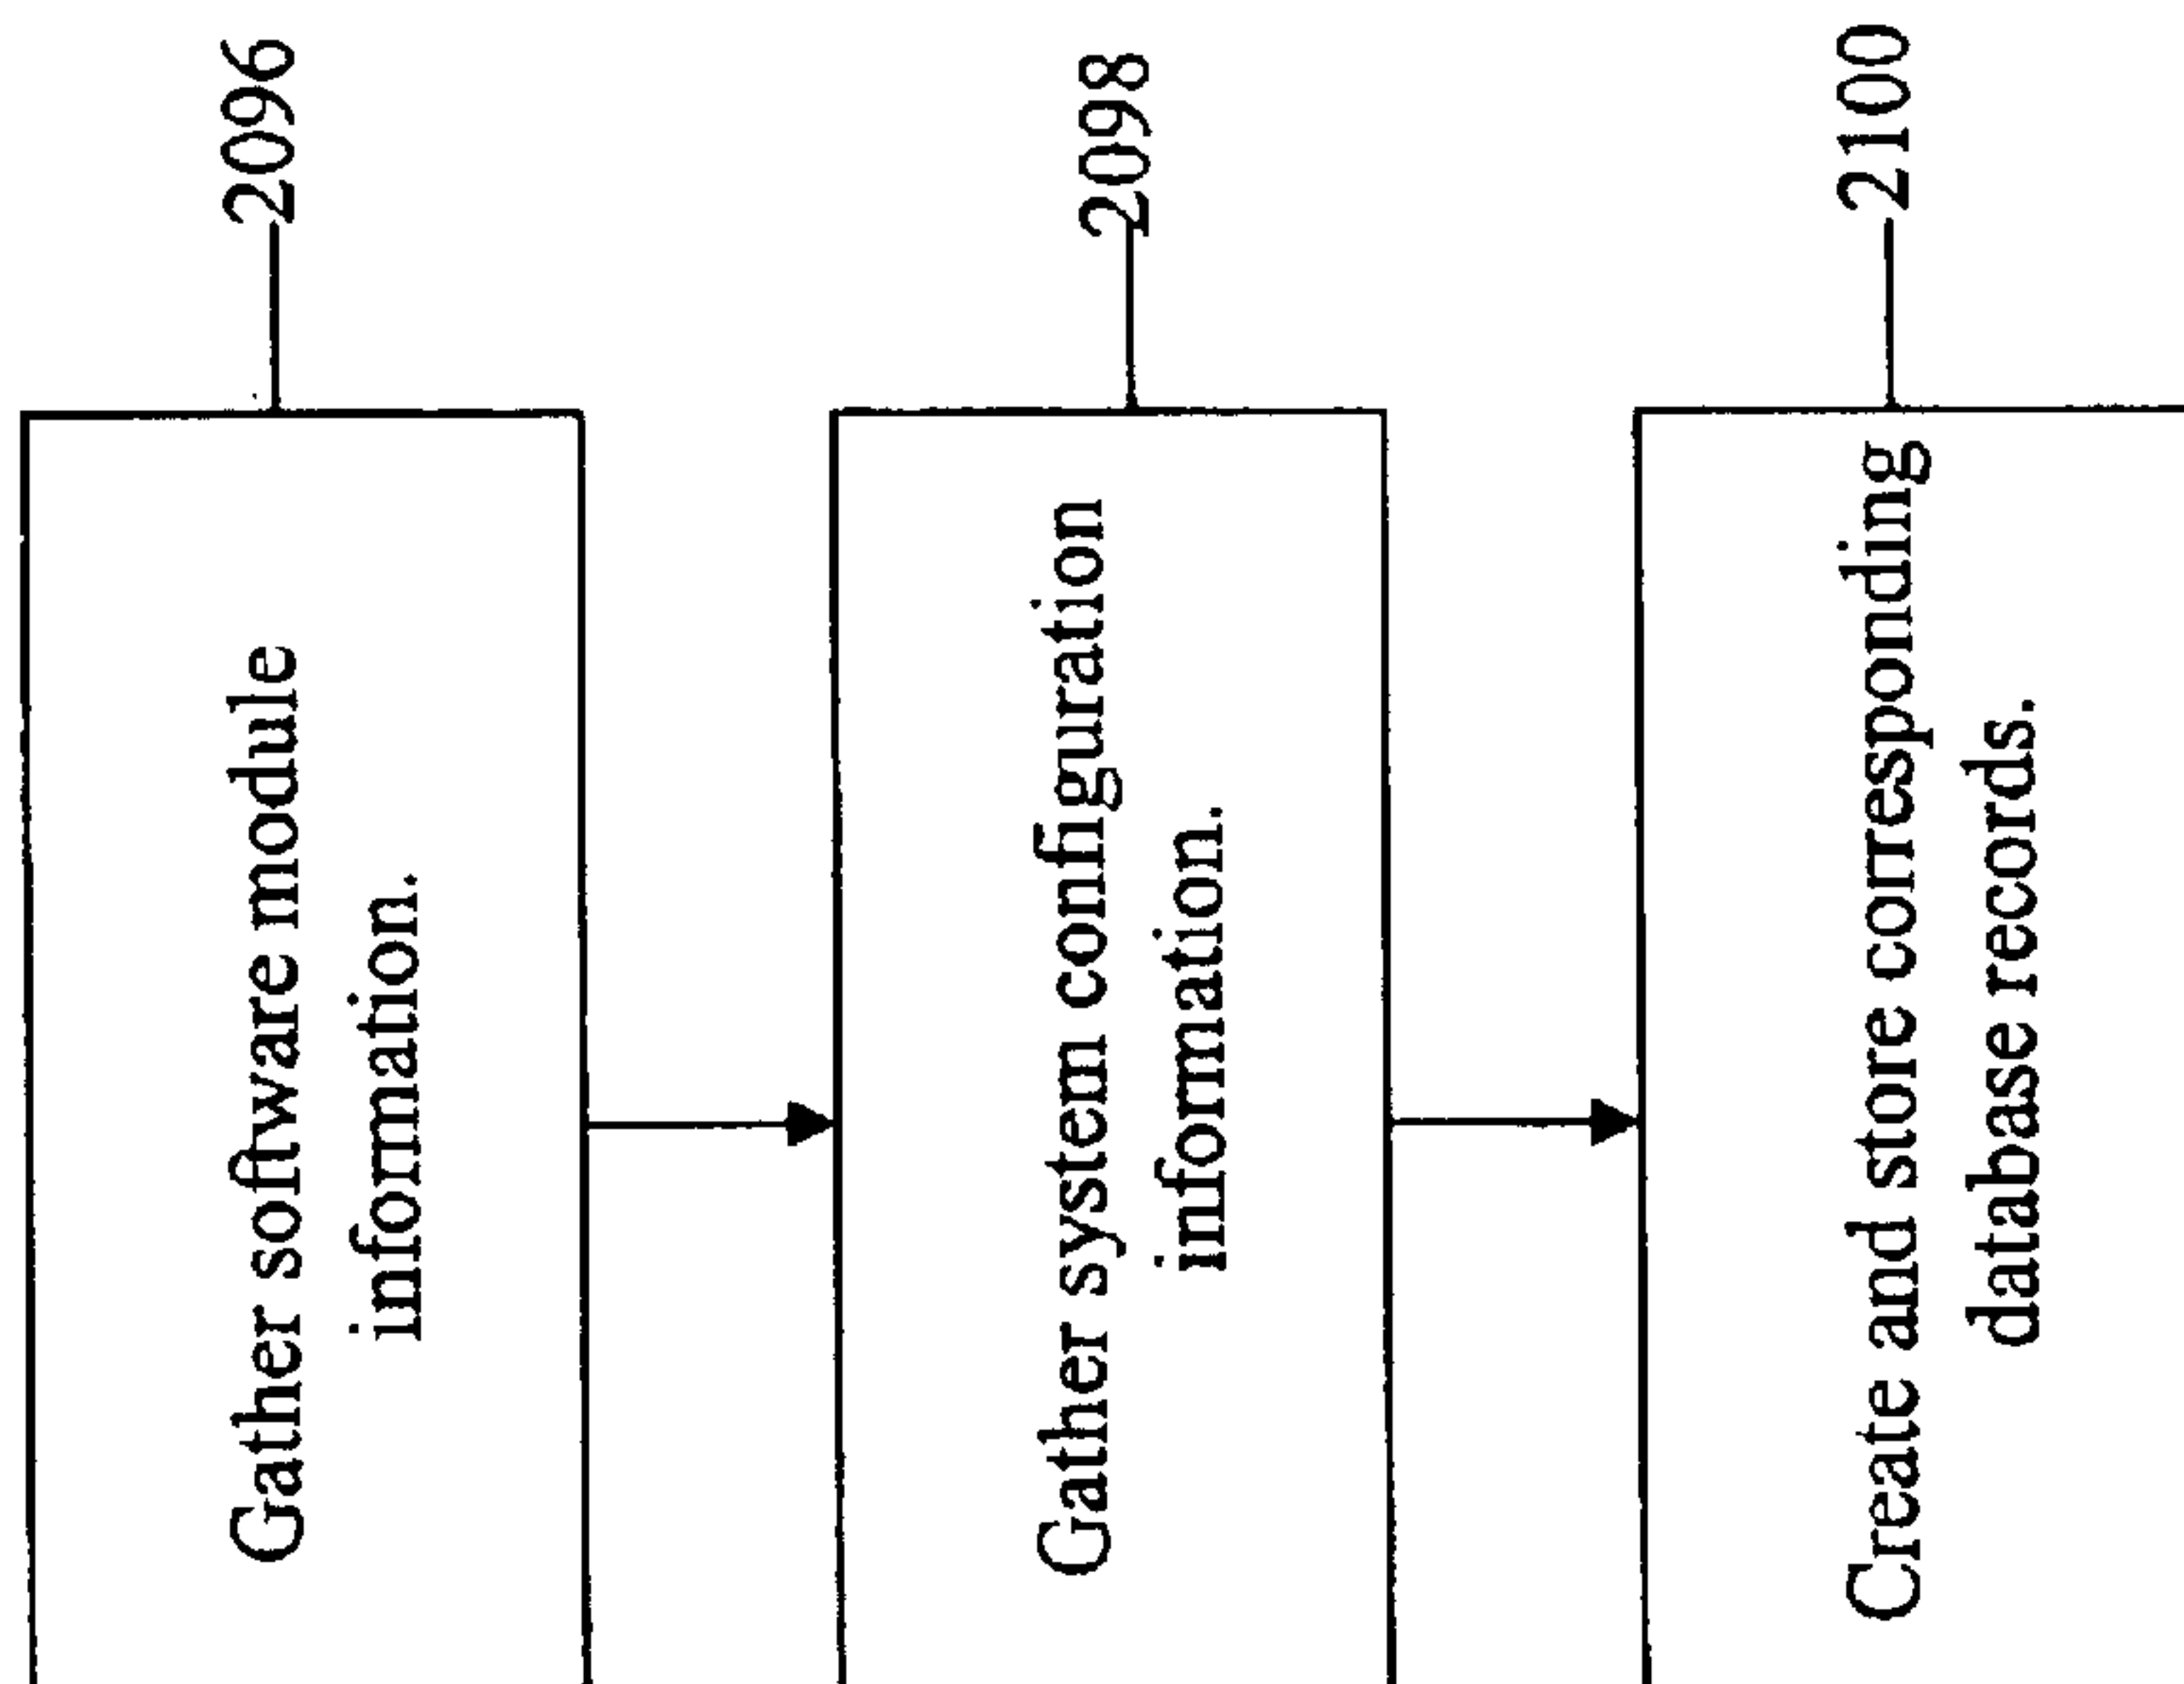 Gather software module
information.
2096
Gather system configuration
information.
2098
Create and store corresponding
database records.
2100